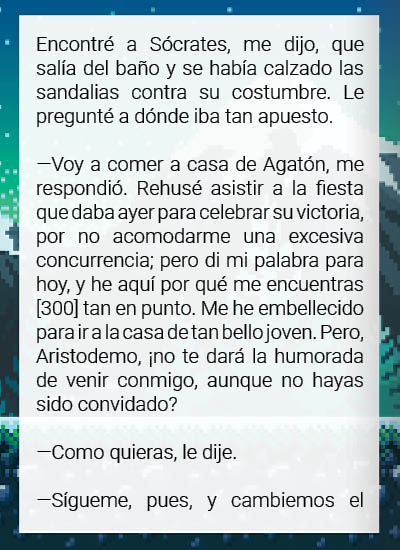 Encontré a Sócrates, me dijo, que
salía del baño y se había calzado las
sandalias contra su costumbre. Le
pregunté a dónde iba tan apuesto.
—Voy a comer a casa de Agatón, me
respondió. Rehusé asistir a la fiesta
que daba ayer para celebrar su victoria,
por no acomodarme una excesiva
concurrencia; pero di mi palabra para
hoy, y he aquí por qué me encuentras
[300] tan en punto. Me he embellecido
para ir a la casa de tan bello joven. Pero,
Aristodemo, ¡no te dará la humorada
de venir conmigo, aunque no hayas
sido convidado?
—Como quieras, le dije.
—Sígueme, pues, y cambiemos el